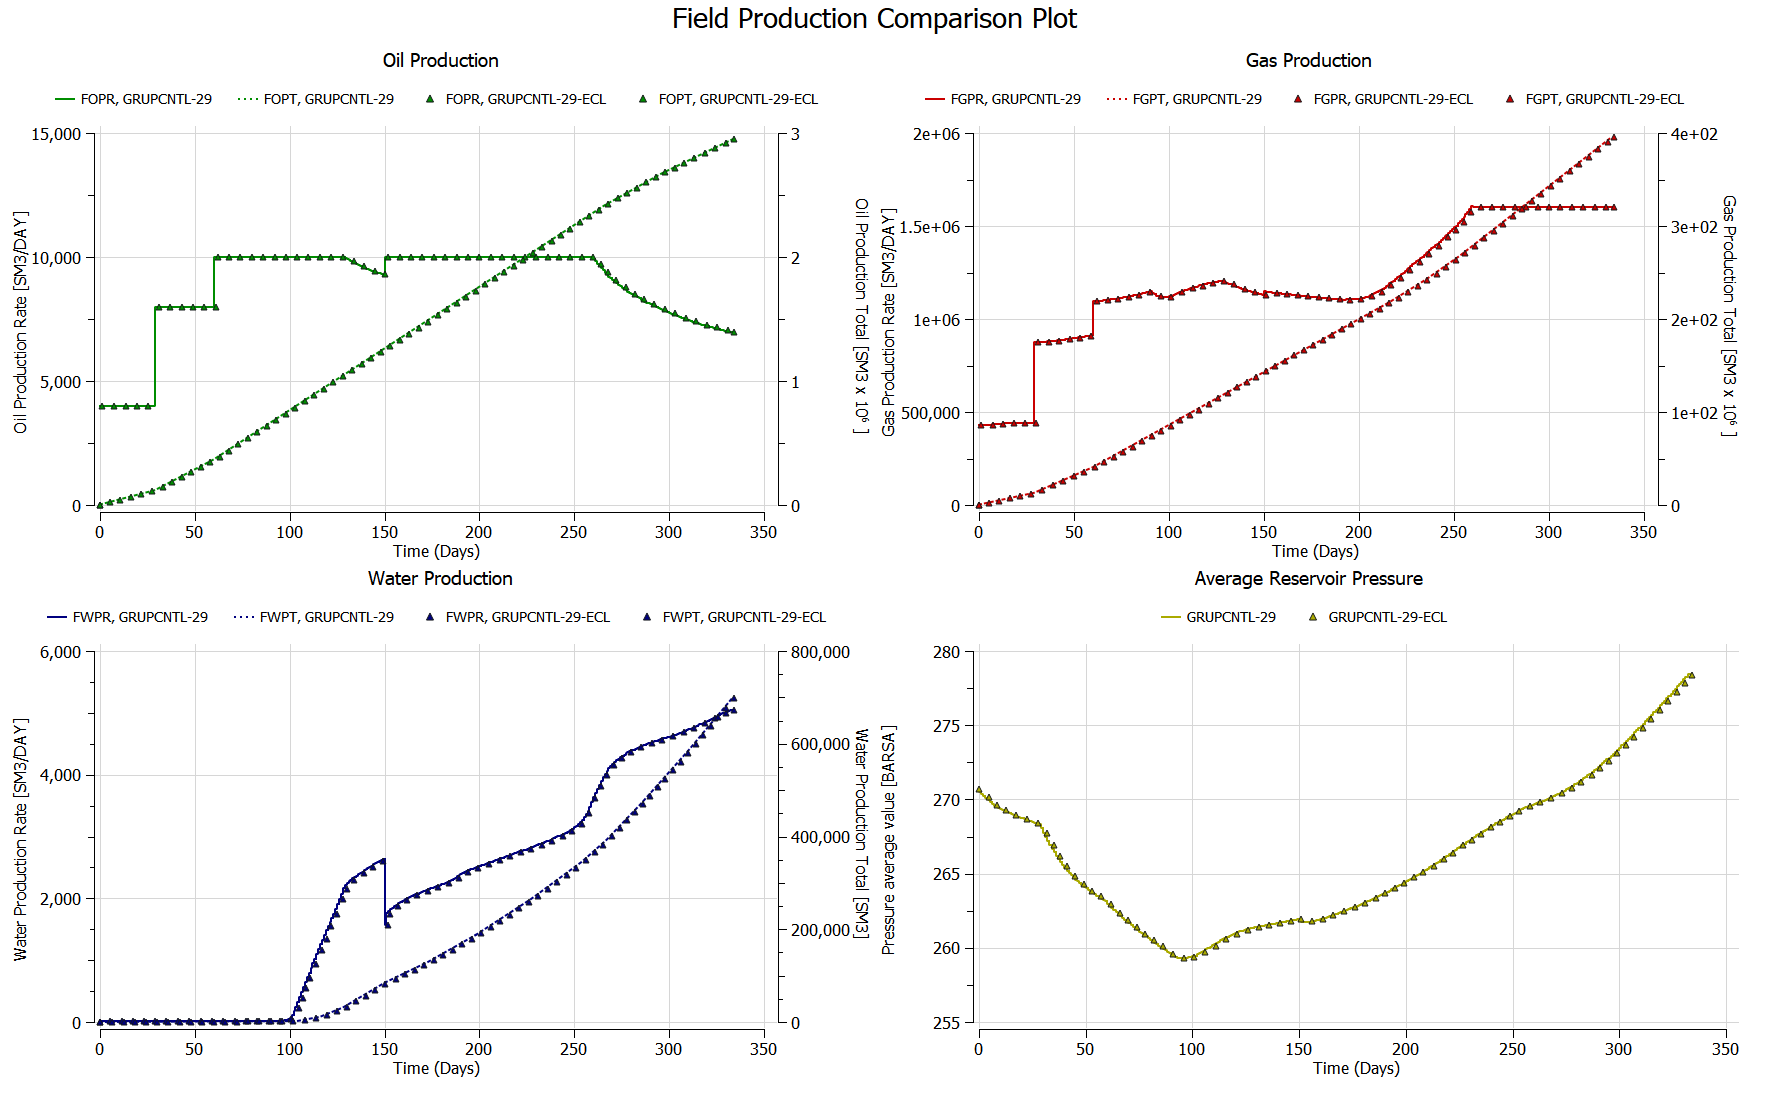 Field Production Comparison Plot
Oil Production
FOPR, GRUPCNTL-29 FOPT, GRUPCNTL-29 FOPR, GRUPCNTL-29-ECL FOPT, GRUPCNTL-29-ECL
15,000
10,000
5,000
0
Oil Production Rate [SM3/DAY]
3
2
1
0
Oil Production Total [SM3 x 10⁶ ]
0 50 100 150 200 250 300 350
Time (Days)
Gas Production
FGPR, GRUPCNTL-29 FGPT, GRUPCNTL-29 FGPR, GRUPCNTL-29-ECL FGPT, GRUPCNTL-29-ECL
2e+06
1.5e+06
1e+06
500,000
0
Gas Production Rate [SM3/DAY]
4e+02
3e+02
2e+02
1e+02
0
Gas Production Total [SM3 x 10⁶ ]
0 50 100 150 200 250 300 350
Time (Days)
Water Production
FWPR, GRUPCNTL-29 FWPT, GRUPCNTL-29 FWPR, GRUPCNTL-29-ECL FWPT, GRUPCNTL-29-ECL
6,000
4,000
2,000
0
Water Production Rate [SM3/DAY]
800,000
600,000
400,000
200,000
0
Water Production Total [SM3]
0 50 100 150 200 250 300 350
Time (Days)
Average Reservoir Pressure
GRUPCNTL-29 GRUPCNTL-29-ECL
280
275
270
265
260
255
Pressure average value [BARSA]
0 50 100 150 200 250 300 350
Time (Days)